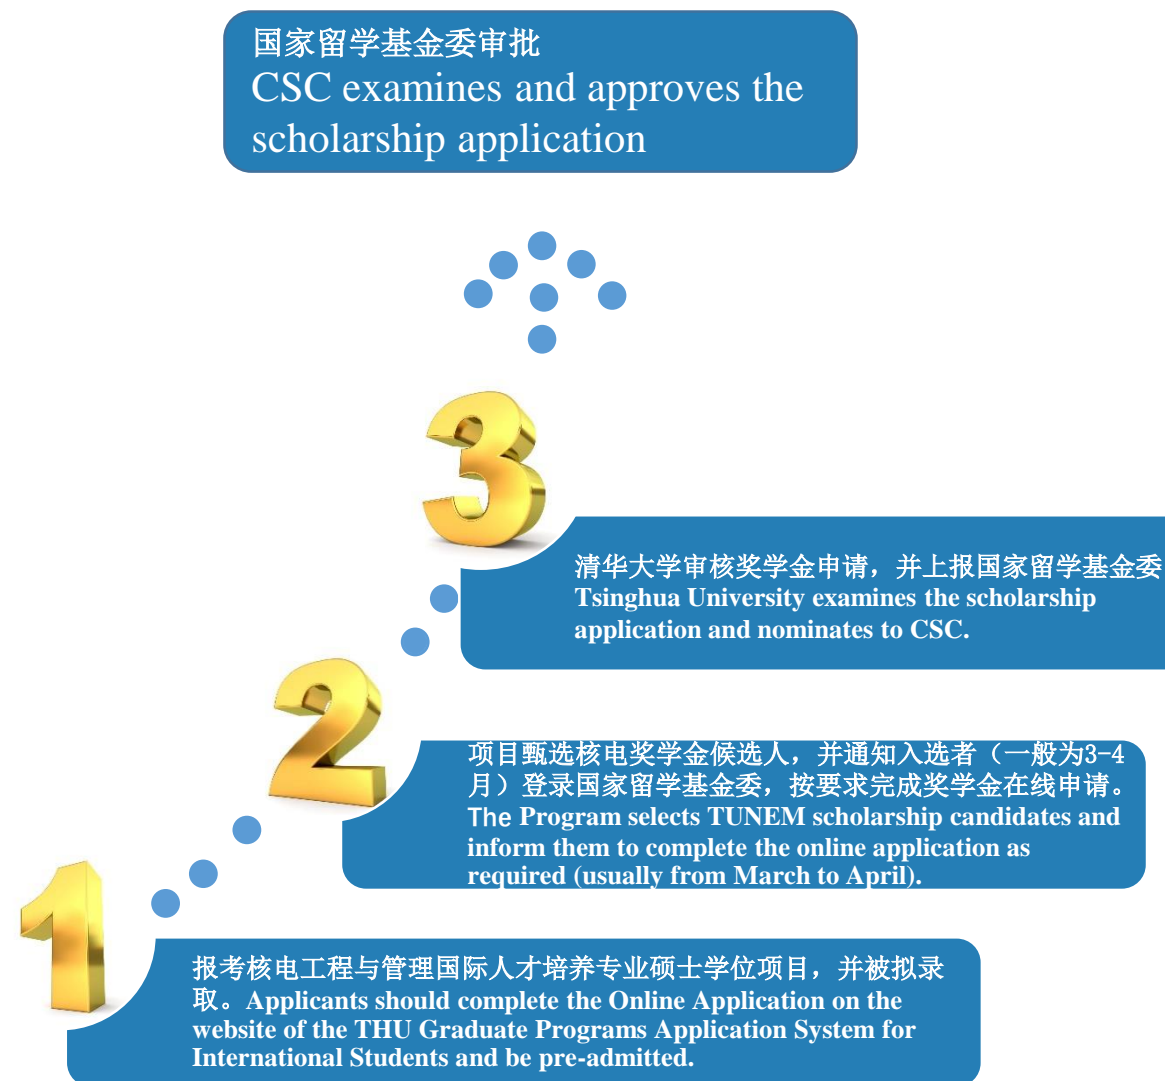 国家留学基金委审批
CSC examines and approves the
scholarship application
3
清华大学审核奖学金申请，并上报国家留学基金委
Tsinghua University examines the scholarship
application and nominates to CSC.
2
项目甄选核电奖学金候选人，并通知入选者（一般为3-4
月）登录国家留学基金委，按要求完成奖学金在线申请。
The Program selects TUNEM scholarship candidates and
inform them to complete the online application as
required (usually from March to April).
1
报考核电工程与管理国际人才培养专业硕士学位项目，并被拟录
取。Applicants should complete the Online Application on the
website of the THU Graduate Programs Application System for
International Students and be pre-admitted.